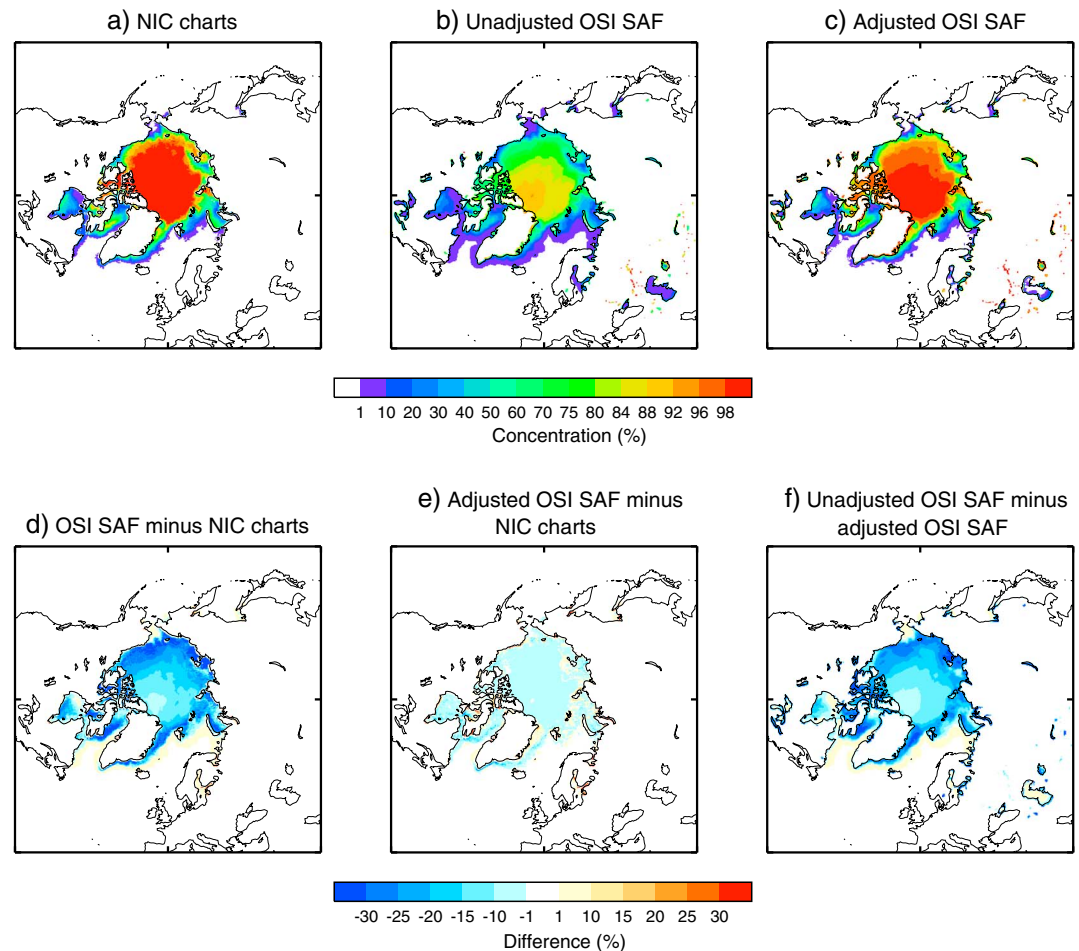 a) NIC charts
b) Unadjusted OSI SAF
c) Adjusted OSI SAF
1 10 20 30 40 50 60 70 75 80 84 88 92 96 98
Concentration (%)
d) OSI SAF minus NIC charts
e) Adjusted OSI SAF minus
NIC charts
f) Unadjusted OSI SAF minus
adjusted OSI SAF
-30 -25 -20 -15 -10 -1 1 10 15 20 25 30
Difference (%)